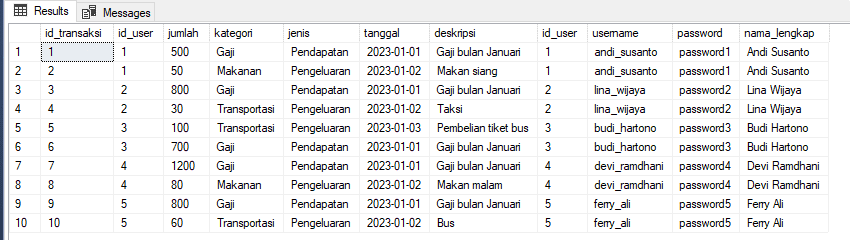 Results Messages
id_transaksi id_user jumlah kategori jenis tanggal deskripsi id_user username password nama_lengkap
1 1 1 500 Gaji Pendapatan 2023-01-01 Gaji bulan Januari 1 andi_susanto password1 Andi Susanto
2 2 1 50 Makanan Pengeluaran 2023-01-02 Makan siang 1 andi_susanto password1 Andi Susanto
3 3 2 800 Gaji Pendapatan 2023-01-01 Gaji bulan Januari 2 lina_wijaya password2 Lina Wijaya
4 4 2 30 Transportasi Pengeluaran 2023-01-02 Taksi 2 lina_wijaya password2 Lina Wijaya
5 5 3 100 Transportasi Pengeluaran 2023-01-03 Pembelian tiket bus 3 budi_hartono password3 Budi Hartono
6 6 3 700 Gaji Pendapatan 2023-01-01 Gaji bulan Januari 3 budi_hartono password3 Budi Hartono
7 7 4 1200 Gaji Pendapatan 2023-01-01 Gaji bulan Januari 4 devi_ramdhani password4 Devi Ramdhani
8 8 4 80 Makanan Pengeluaran 2023-01-02 Makan malam 4 devi_ramdhani password4 Devi Ramdhani
9 9 5 800 Gaji Pendapatan 2023-01-01 Gaji bulan Januari 5 ferry_ali password5 Ferry Ali
10 10 5 60 Transportasi Pengeluaran 2023-01-02 Bus 5 ferry_ali password5 Ferry Ali